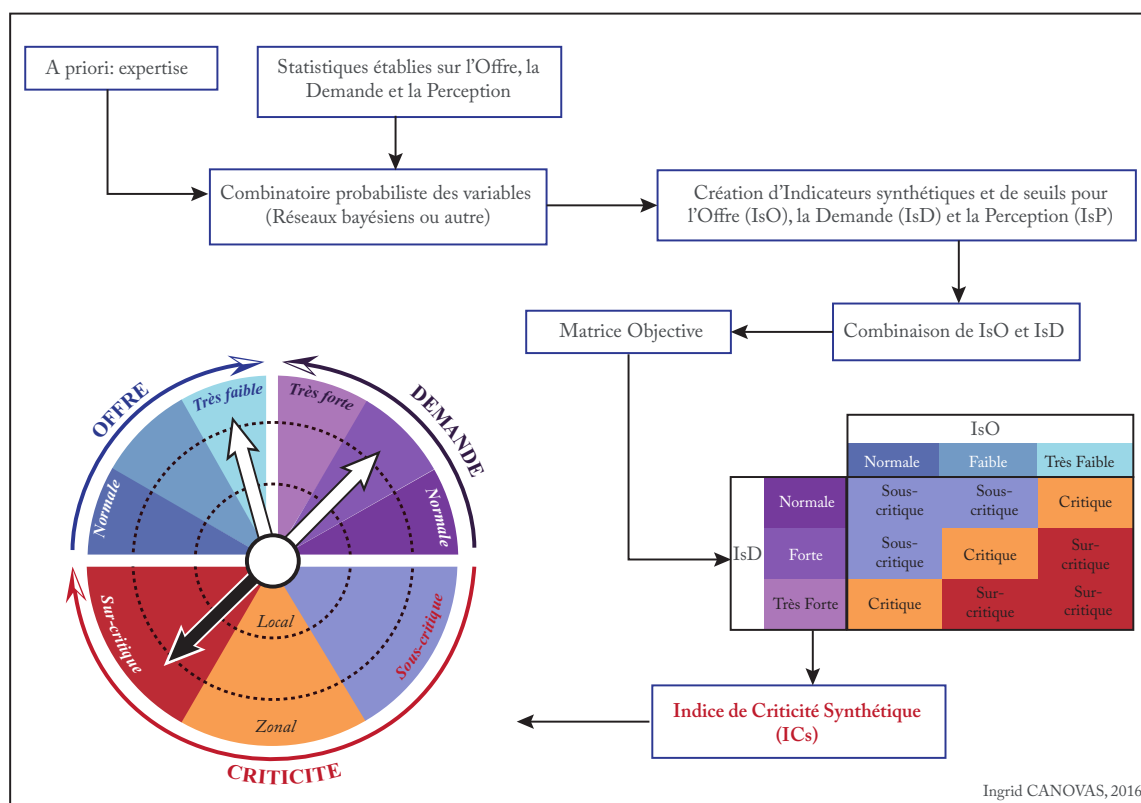 A priori: expertise
Statistiques établies sur l'Offre, la
Demande et la Perception
Combinatoire probabiliste des variables
(Réseaux bayésiens ou autre)
Création d'Indicateurs synthétiques et de seuils pour
l'Offre (IsO), la Demande (IsD) et la Perception (IsP)
Matrice Objective
Combinaison de IsO et IsD
OFFRE
Très faible
Normale
DEMANDE
Très forte
Normale
Sur-critique
Local
Zonal
Sous-critique
CRITICITE
IsO
Normale
Faible
Très Faible
IsD
Normale
Sous-
critique
Sous-
critique
Critique
Forte
Sous-
critique
Critique
Sur-
critique
Très Forte
Critique
Sur-
critique
Sur-
critique
Indice de Criticité Synthétique
(ICs)
Ingrid CANOVAS, 2016